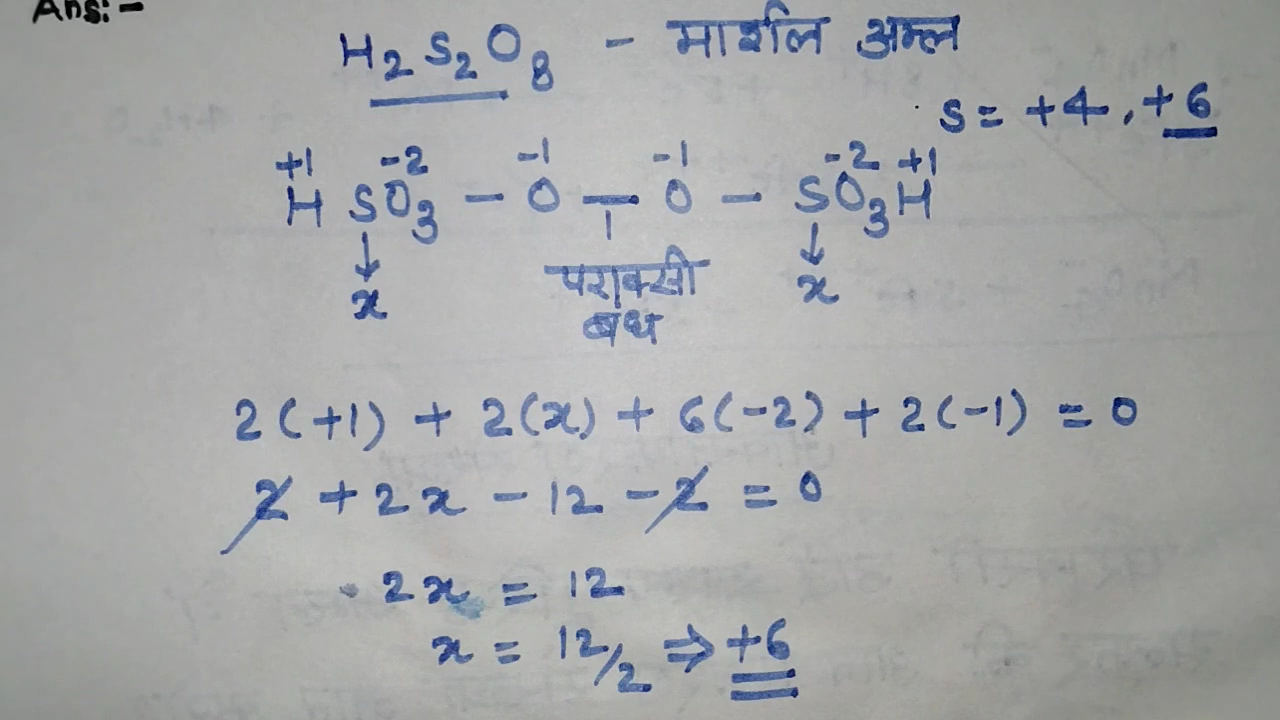 Ans:-
H₂S₂O₈ - मार्शल अम्ल
S = +4, +6
+1 -2 -1 -1 -2 +1
H SO₃ - O - O - SO₃H
↓ ↓
x x
पराक्सी
बंध
2(+1) + 2(x) + 6(-2) + 2(-1) = 0
2 + 2x - 12 - 2 = 0
2x = 12
x = 12/2 ⇒ +6